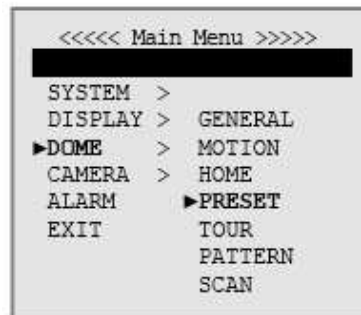 <<<<< Main Menu >>>>>
SYSTEM >
DISPLAY > GENERAL
►DOME > MOTION
CAMERA > HOME
ALARM ►PRESET
EXIT TOUR
PATTERN
SCAN